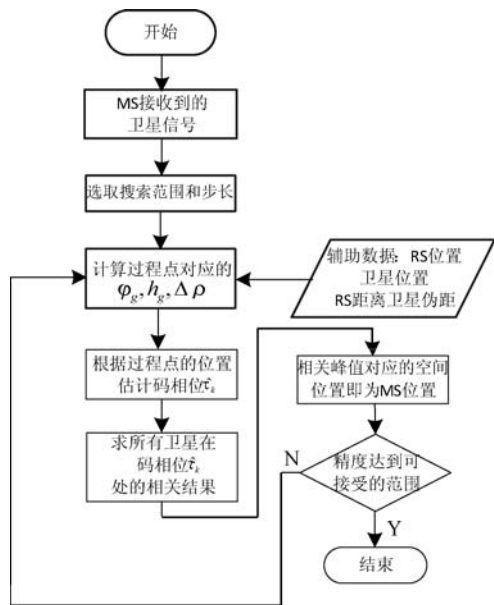 开始
MS接收到的
卫星信号
选取搜索范围和步长
计算过程点对应的
φg, hg, Δρ
辅助数据：RS位置
卫星位置
RS距离卫星伪距
根据过程点的位置
估计码相位τ̂k
求所有卫星在
码相位τ̂k
处的相关结果
相关峰值对应的空间
位置即为MS位置
精度达到可
接受的范围
N
Y
结束